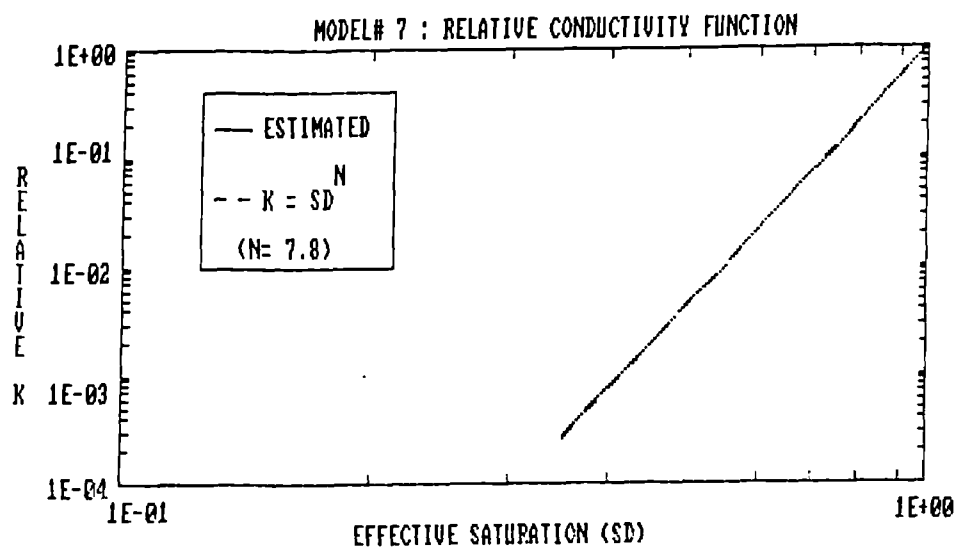 MODEL# 7 : RELATIVE CONDUCTIVITY FUNCTION
1E+00
1E-01
1E-02
1E-03
1E-04
RELATIVE K
ESTIMATED
-- K = SD^N
(N= 7.8)
1E-01
1E+00
EFFECTIVE SATURATION (SD)